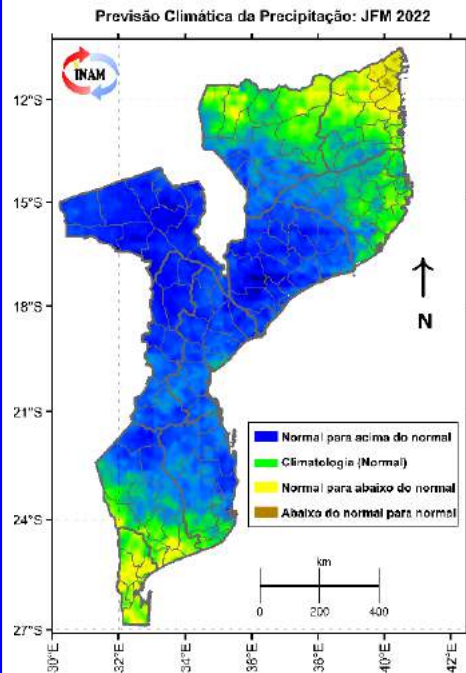 Previsão Climática da Precipitação: JFM 2022
INAM
12°S
15°S
18°S
21°S
24°S
27°S
N
Normal para acima do normal
Climatologia (Normal)
Normal para abaixo do normal
Abaixo do normal para normal
km
0 200 400
30°E 32°E 34°E 36°E 38°E 40°E 42°E